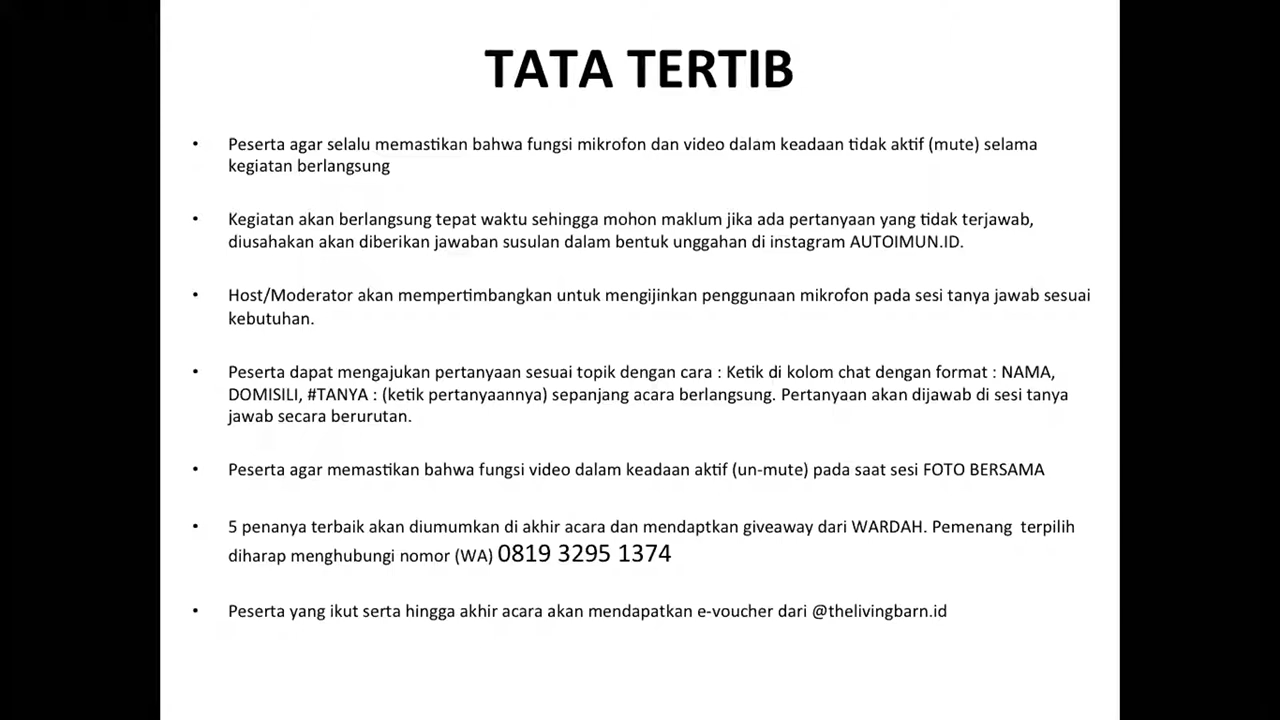 TATA TERTIB
• Peserta agar selalu memastikan bahwa fungsi mikrofon dan video dalam keadaan tidak aktif (mute) selama
kegiatan berlangsung
• Kegiatan akan berlangsung tepat waktu sehingga mohon maklum jika ada pertanyaan yang tidak terjawab,
diusahakan akan diberikan jawaban susulan dalam bentuk unggahan di instagram AUTOIMUN.ID.
• Host/Moderator akan mempertimbangkan untuk mengijinkan penggunaan mikrofon pada sesi tanya jawab sesuai
kebutuhan.
• Peserta dapat mengajukan pertanyaan sesuai topik dengan cara : Ketik di kolom chat dengan format : NAMA,
DOMISILI, #TANYA : (ketik pertanyaannya) sepanjang acara berlangsung. Pertanyaan akan dijawab di sesi tanya
jawab secara berurutan.
• Peserta agar memastikan bahwa fungsi video dalam keadaan aktif (un-mute) pada saat sesi FOTO BERSAMA
• 5 penanya terbaik akan diumumkan di akhir acara dan mendaptkan giveaway dari WARDAH. Pemenang  terpilih
diharap menghubungi nomor (WA) 0819 3295 1374
• Peserta yang ikut serta hingga akhir acara akan mendapatkan e-voucher dari @thelivingbarn.id